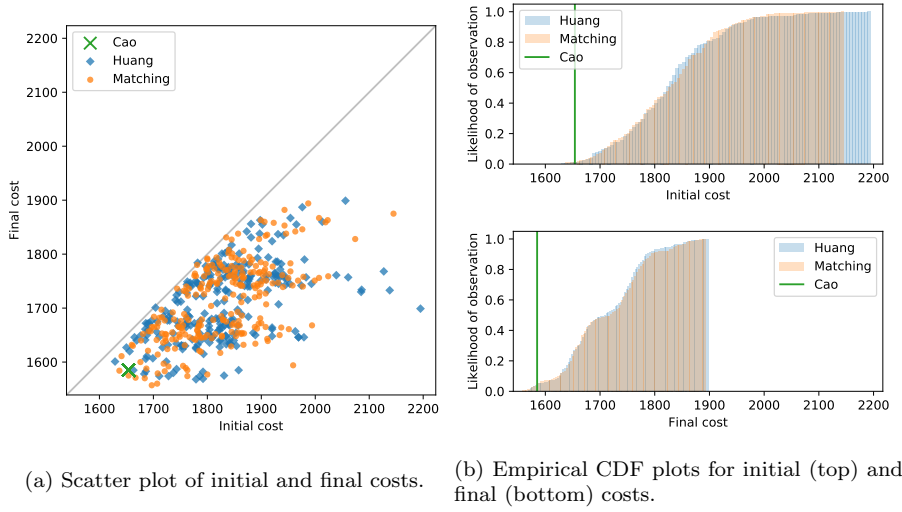 2200
2100
2000
1900
1800
1700
1600
Final cost
Cao
Huang
Matching
1600 1700 1800 1900 2000 2100 2200
Initial cost
(a) Scatter plot of initial and final costs.
1.0
0.8
0.6
0.4
0.2
0.0
Likelihood of observation
Huang
Matching
Cao
1600 1700 1800 1900 2000 2100 2200
Initial cost
1.0
0.8
0.6
0.4
0.2
0.0
Likelihood of observation
Huang
Matching
Cao
1600 1700 1800 1900 2000 2100 2200
Final cost
(b) Empirical CDF plots for initial (top) and
final (bottom) costs.